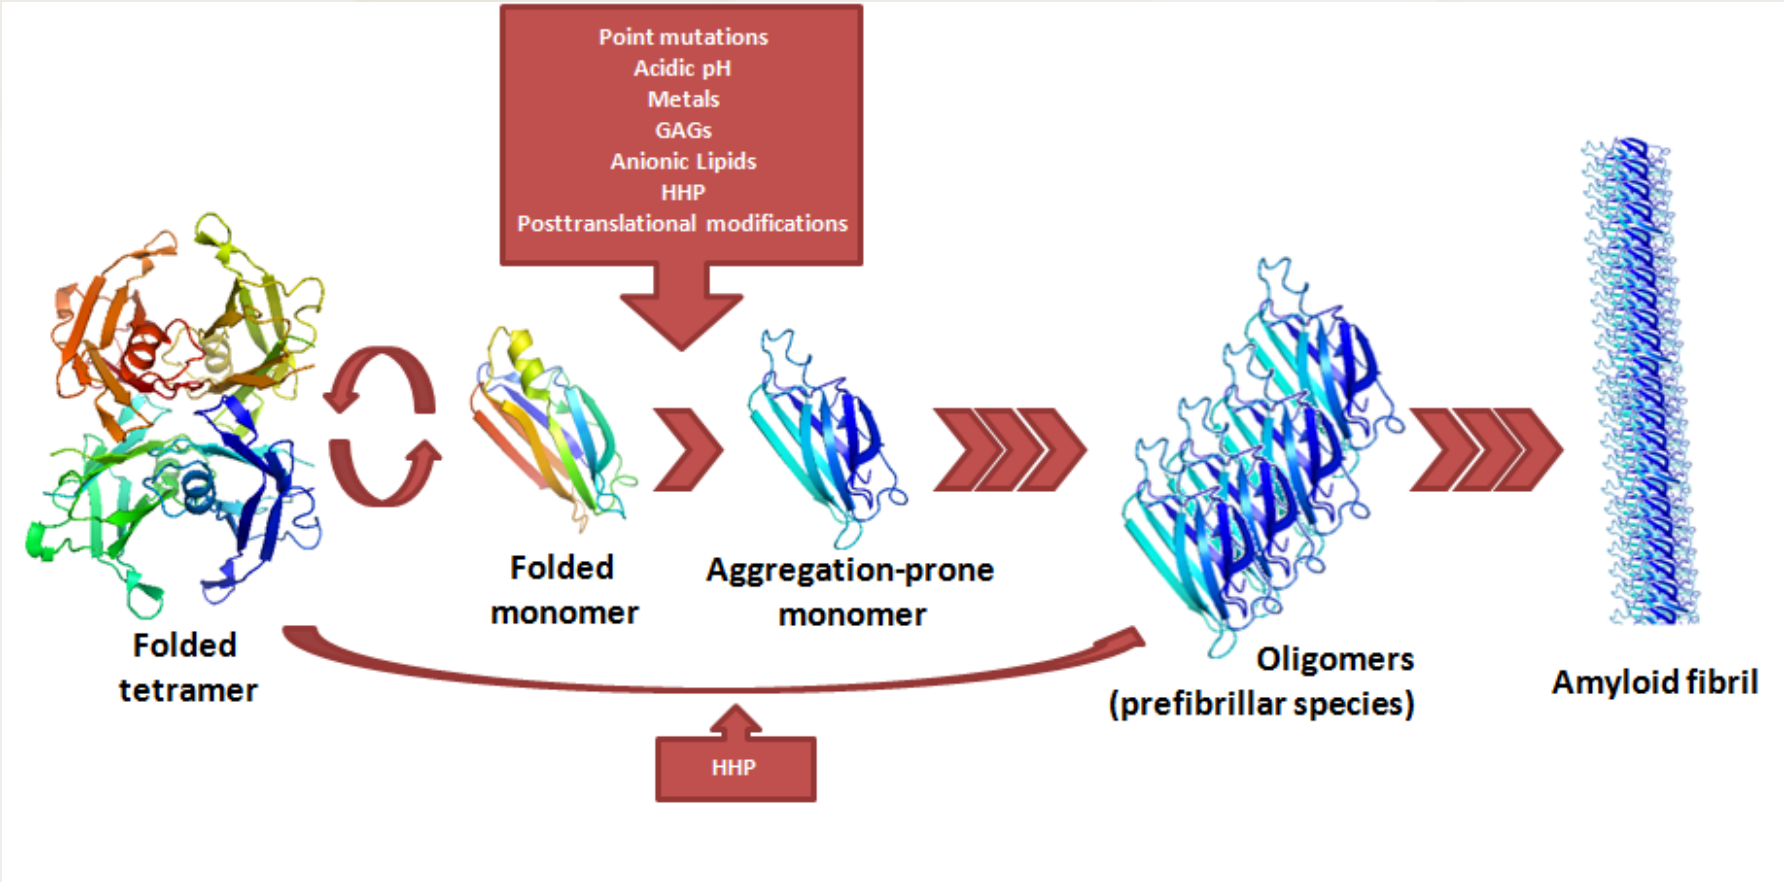 Point mutations
Acidic pH
Metals
GAGs
Anionic Lipids
HHP
Posttranslational modifications
Folded
tetramer
Folded
monomer
Aggregation-prone
monomer
Oligomers
(prefibrillar species)
Amyloid fibril
HHP